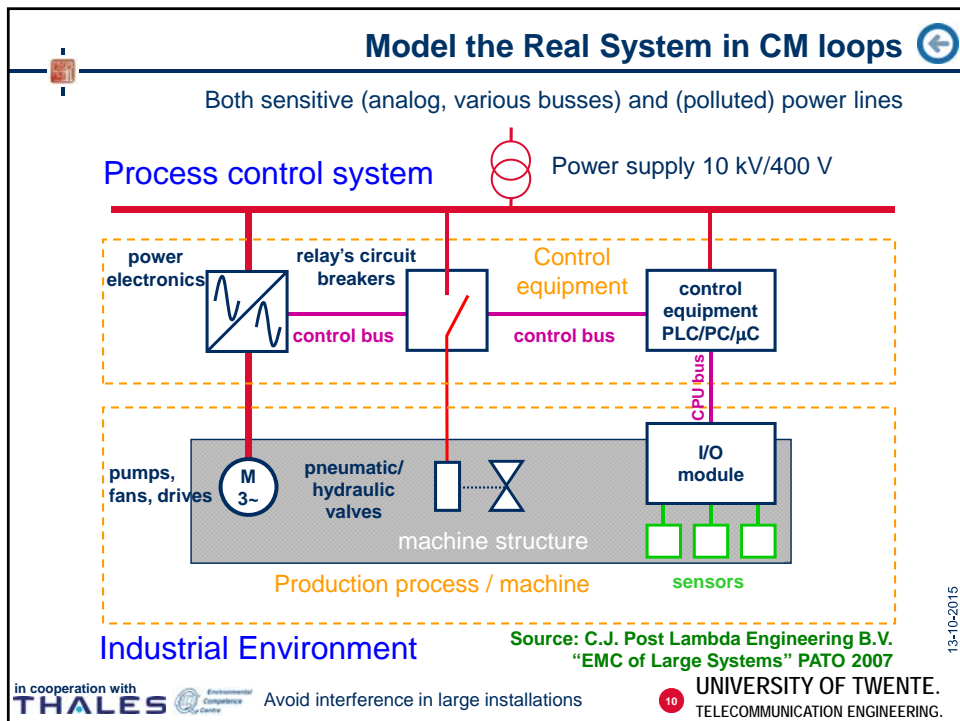 Model the Real System in CM loops
Both sensitive (analog, various busses) and (polluted) power lines
Process control system
Power supply 10 kV/400 V
power
electronics
relay's circuit
breakers
Control
equipment
control
equipment
PLC/PC/µC
control bus
control bus
CPU bus
pumps,
fans, drives
M
3~
pneumatic/
hydraulic
valves
I/O
module
machine structure
Production process / machine
sensors
Industrial Environment
Source: C.J. Post Lambda Engineering B.V.
“EMC of Large Systems” PATO 2007
13-10-2015
in cooperation with
THALES
Environmental
Competence
Centre
Avoid interference in large installations
10
UNIVERSITY OF TWENTE.
TELECOMMUNICATION ENGINEERING.